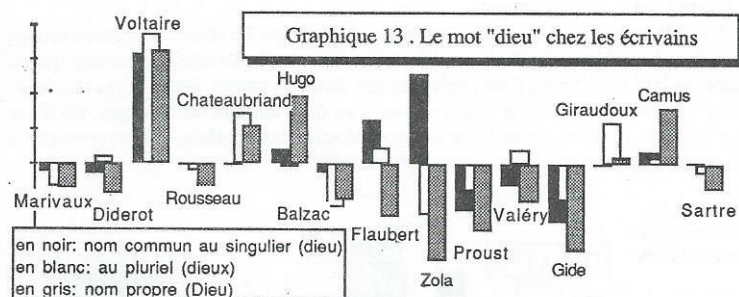 Graphique 13 . Le mot "dieu" chez les écrivains
Voltaire
Chateaubriand
Hugo
Giraudoux
Camus
Marivaux
Diderot
Rousseau
Balzac
Flaubert
Zola
Proust
Valéry
Gide
Sartre
en noir: nom commun au singulier (dieu)
en blanc: au pluriel (dieux)
en gris: nom propre (Dieu)